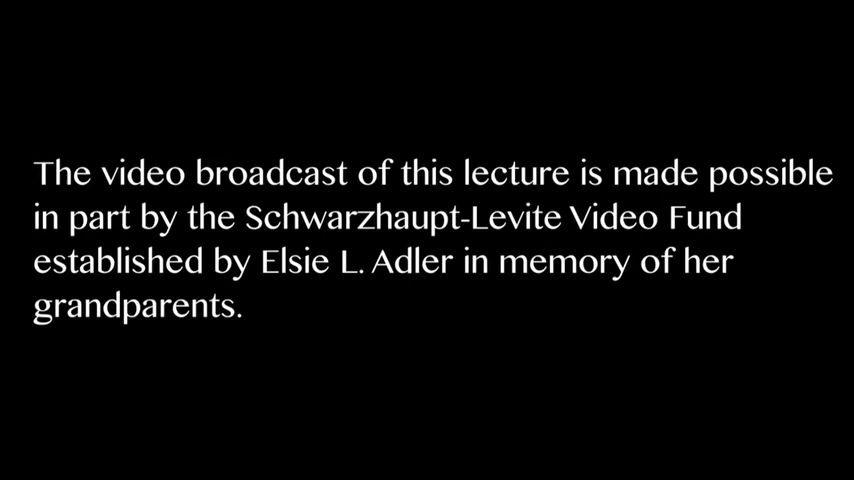 The video broadcast of this lecture is made possible
in part by the Schwarzhaupt-Levite Video Fund
established by Elsie L. Adler in memory of her
grandparents.